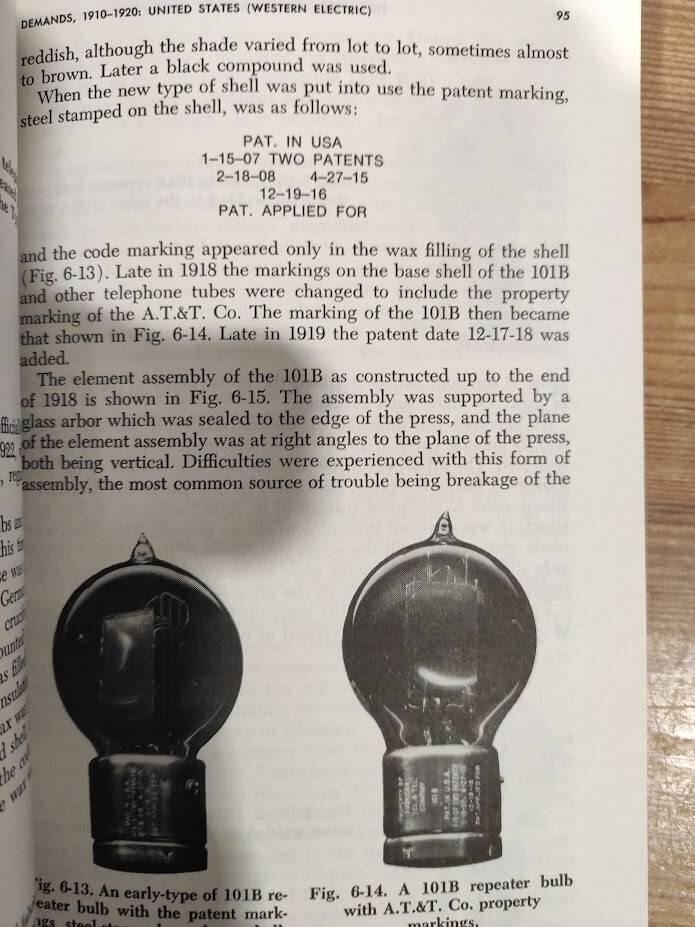 DEMANDS, 1910–1920: UNITED STATES (WESTERN ELECTRIC) 95
reddish, although the shade varied from lot to lot, sometimes almost
to brown. Later a black compound was used.
When the new type of shell was put into use the patent marking,
steel stamped on the shell, was as follows:
PAT. IN USA
1–15–07 TWO PATENTS
2–18–08 4–27–15
12–19–16
PAT. APPLIED FOR
and the code marking appeared only in the wax filling of the shell
(Fig. 6-13). Late in 1918 the markings on the base shell of the 101B
and other telephone tubes were changed to include the property
marking of the A.T.&T. Co. The marking of the 101B then became
that shown in Fig. 6-14. Late in 1919 the patent date 12-17-18 was
added.
The element assembly of the 101B as constructed up to the end
of 1918 is shown in Fig. 6-15. The assembly was supported by a
glass arbor which was sealed to the edge of the press, and the plane
of the element assembly was at right angles to the plane of the press,
both being vertical. Difficulties were experienced with this form of
assembly, the most common source of trouble being breakage of the
ig. 6-13. An early-type of 101B re-
eater bulb with the patent mark-
Fig. 6-14. A 101B repeater bulb
with A.T.&T. Co. property
markings.